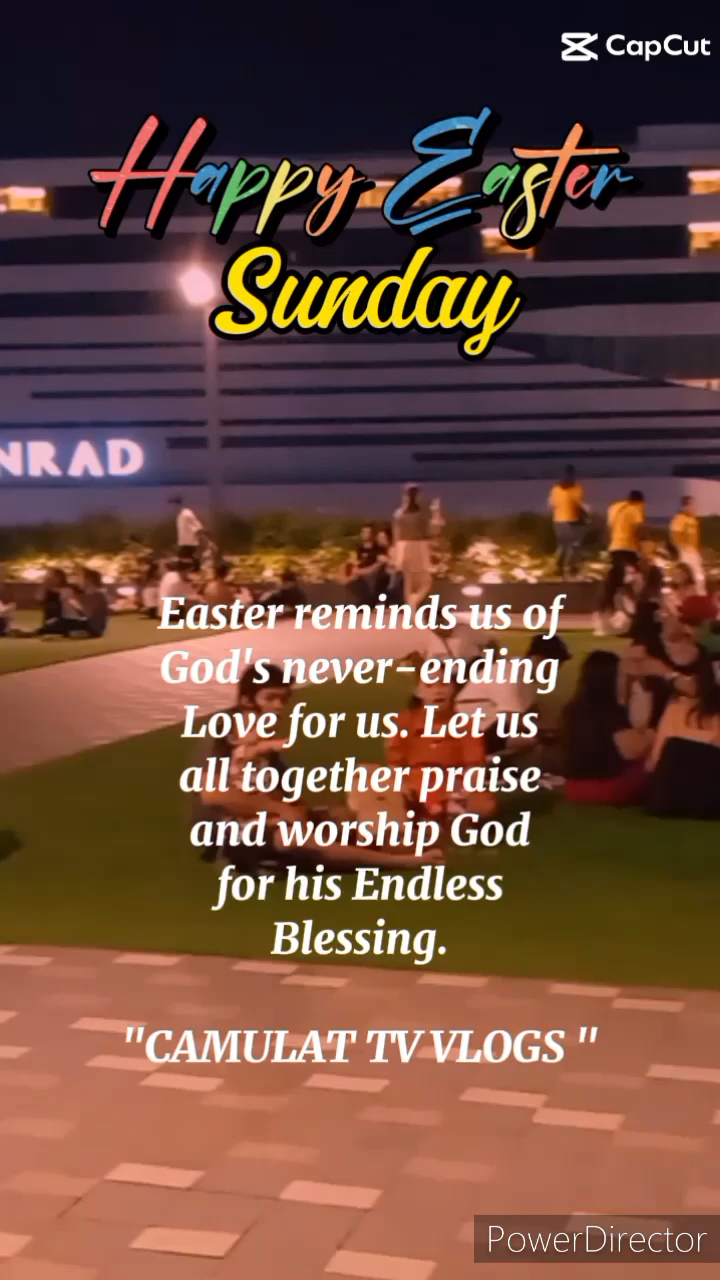 CapCut
Happy Easter
Sunday
NRAD
Easter reminds us of
God's never-ending
Love for us. Let us
all together praise
and worship God
for his Endless
Blessing.
"CAMULAT TV VLOGS "
PowerDirector